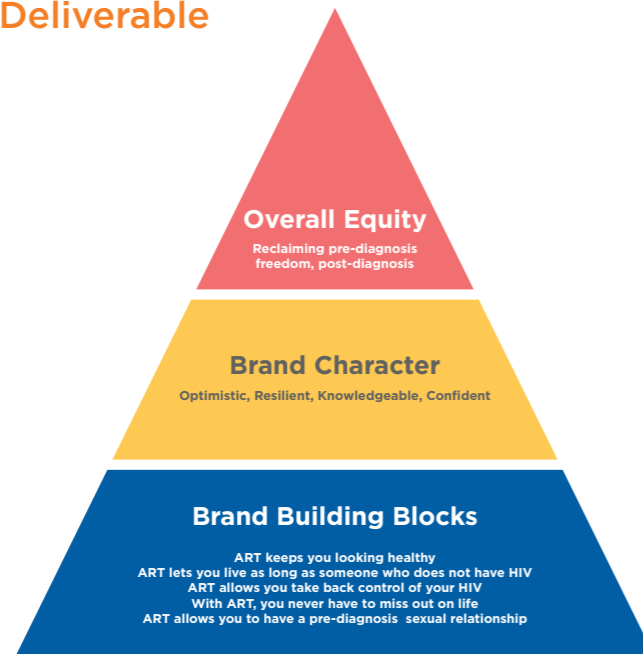 Deliverable
Overall Equity
Reclaiming pre-diagnosis
freedom, post-diagnosis
Brand Character
Optimistic, Resilient, Knowledgeable, Confident
Brand Building Blocks
ART keeps you looking healthy
ART lets you live as long as someone who does not have HIV
ART allows you take back control of your HIV
With ART, you never have to miss out on life
ART allows you to have a pre-diagnosis sexual relationship